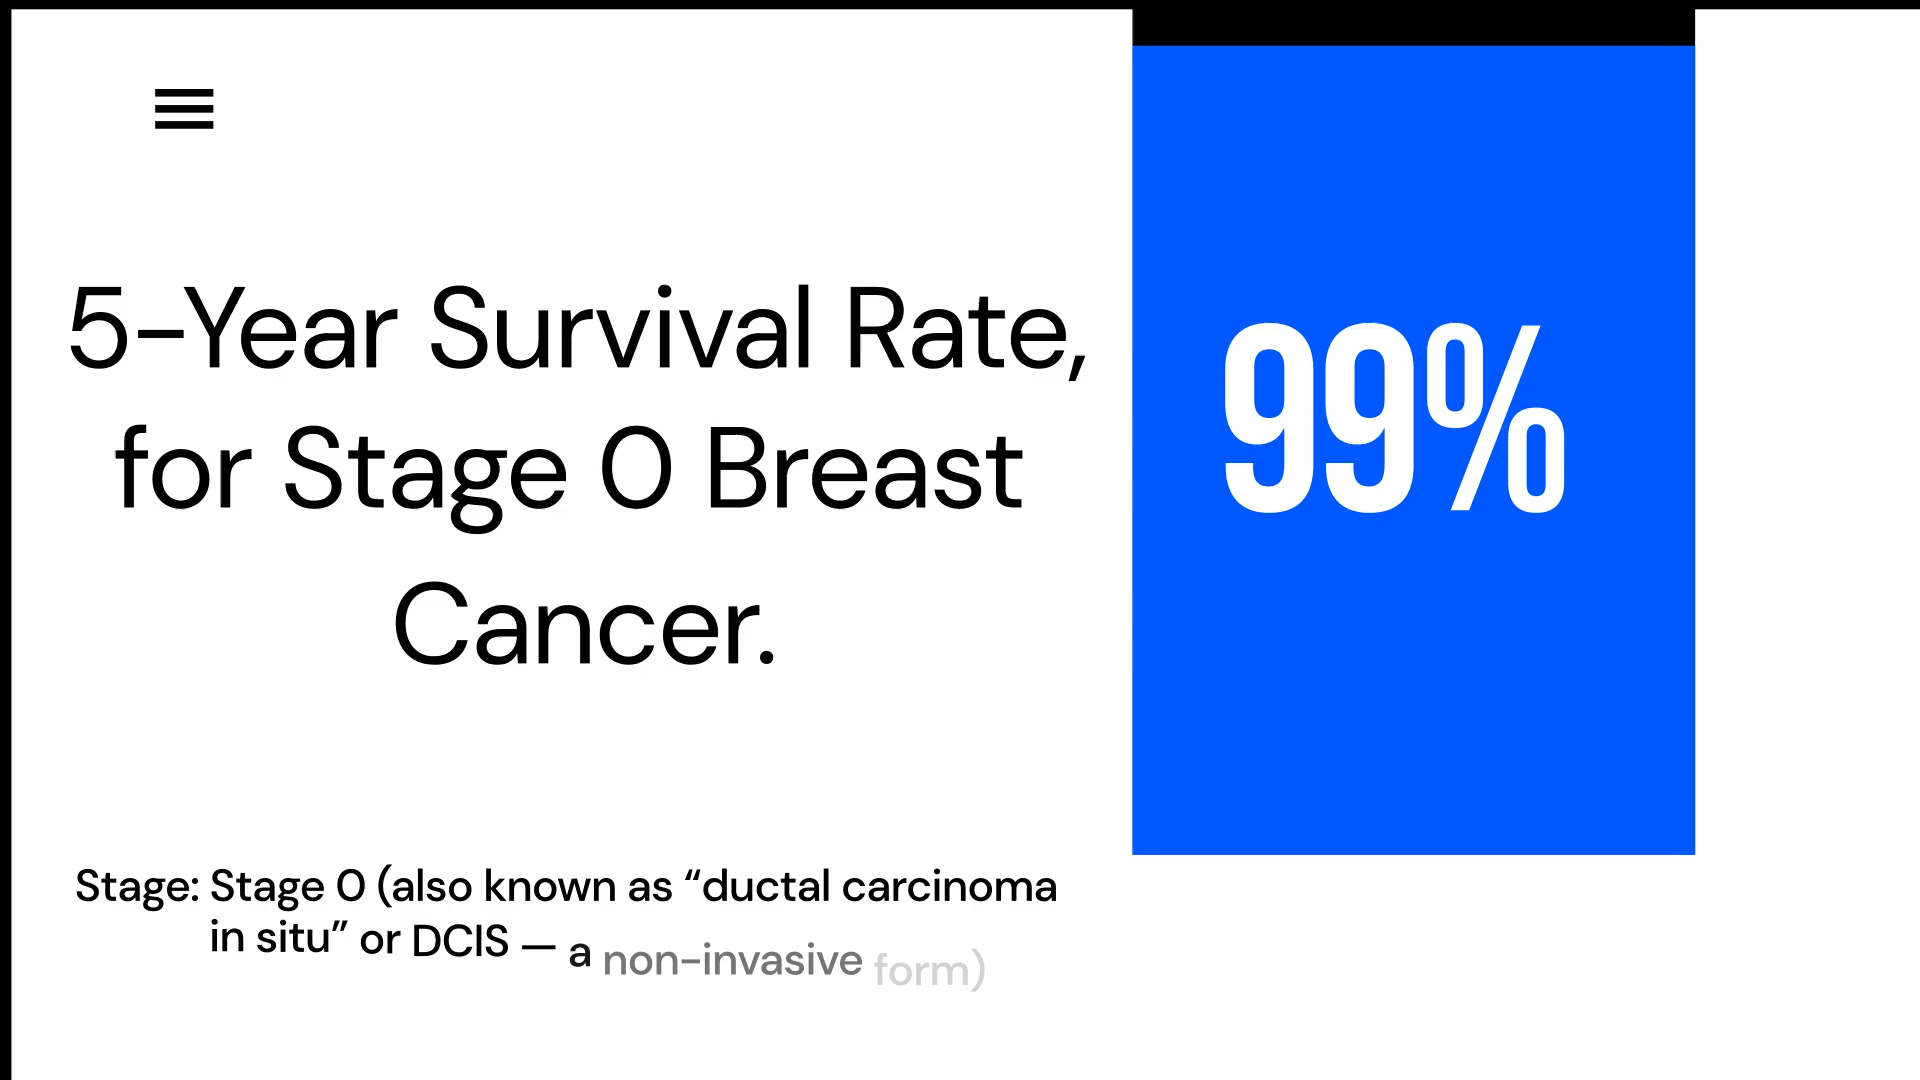 5-Year Survival Rate,
for Stage 0 Breast
Cancer.
99%
Stage: Stage 0 (also known as “ductal carcinoma
in situ” or DCIS — a non-invasive form)